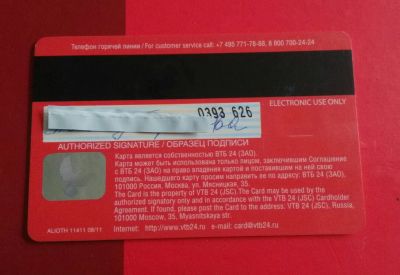 Телефон горячей линии / For customer service call: +7 495 771-78-68, 8 800 700-24-24
0393 626
ELECTRONIC USE ONLY
AUTHORIZED SIGNATURE / ОБРАЗЕЦ ПОДПИСИ
Карта является собственностью ВТБ 24 (ЗАО).
Карта может быть использована только лицом, заключившим Соглашение
с ВТБ 24 (ЗАО) на право владения картой и поставившим на ней свою
подпись. Нашедшего карту просим направить ее по адресу: ВТБ 24 (ЗАО),
101000 Россия, Москва, ул. Мясницкая, 35.
The Card is the property of VTB 24 (JSC) The Card may be used by the
authorized signatory only and in accordance with the VTB 24 (JSC) Cardholder
Agreement. If found, please send the Card to address: VTB 24 (JSC), Russia,
101000 Moscow, 35, Myasnitskaya str.
ALIOTH 11411 08/11
Internet: http://www.vtb24.ru e-mail: card@vtb24.ru